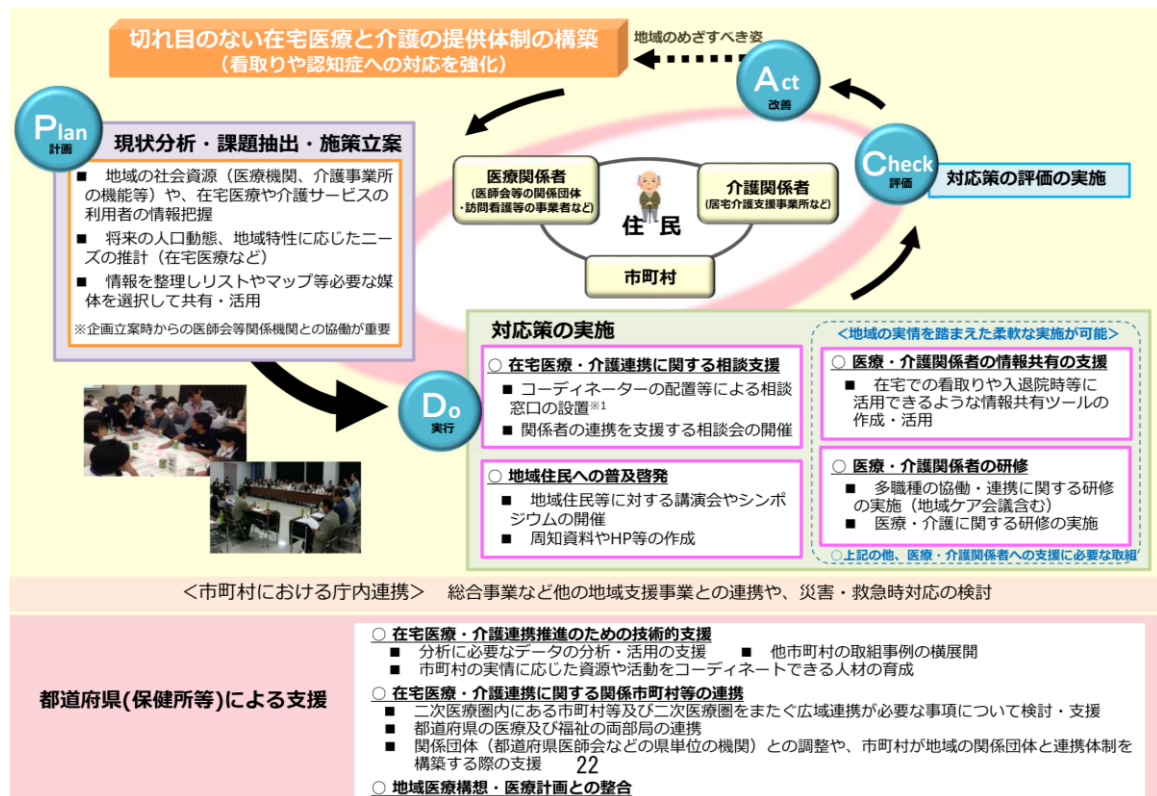 切れ目のない在宅医療と介護の提供体制の構築
（看取りや認知症への対応を強化）
地域のめざすべき姿
Act
改善
Plan
計画
現状分析・課題抽出・施策立案
■ 地域の社会資源（医療機関、介護事業所
の機能等）や、在宅医療や介護サービスの
利用者の情報把握
■ 将来の人口動態、地域特性に応じたニー
ズの推計（在宅医療など）
■ 情報を整理しリストやマップ等必要な媒
体を選択して共有・活用
※企画立案時からの医師会等関係機関との協働が重要
医療関係者
(医師会等の関係団体
・訪問看護等の事業者など)
介護関係者
(居宅介護支援事業所など)
住民
市町村
Check
評価
対応策の評価の実施
Do
実行
対応策の実施
○ 在宅医療・介護連携に関する相談支援
■ コーディネーターの配置等による相談
窓口の設置※1
■ 関係者の連携を支援する相談会の開催
○ 地域住民への普及啓発
■ 地域住民等に対する講演会やシンポ
ジウムの開催
■ 周知資料やHP等の作成
＜地域の実情を踏まえた柔軟な実施が可能＞
○ 医療・介護関係者の情報共有の支援
■ 在宅での看取りや入退院時等に
活用できるような情報共有ツールの
作成・活用
○ 医療・介護関係者の研修
■ 多職種の協働・連携に関する研修
の実施（地域ケア会議含む）
■ 医療・介護に関する研修の実施
○上記の他、医療・介護関係者への支援に必要な取組
＜市町村における庁内連携＞ 総合事業など他の地域支援事業との連携や、災害・救急時対応の検討
都道府県(保健所等)による支援
○ 在宅医療・介護連携推進のための技術的支援
■ 分析に必要なデータの分析・活用の支援 ■ 他市町村の取組事例の横展開
■ 市町村の実情に応じた資源や活動をコーディネートできる人材の育成
○ 在宅医療・介護連携に関する関係市町村等の連携
■ 二次医療圏内にある市町村等及び二次医療圏をまたぐ広域連携が必要な事項について検討・支援
■ 都道府県の医療及び福祉の両部局の連携
■ 関係団体（都道府県医師会などの県単位の機関）との調整や、市町村が地域の関係団体と連携体制を
構築する際の支援
22
○ 地域医療構想・医療計画との整合